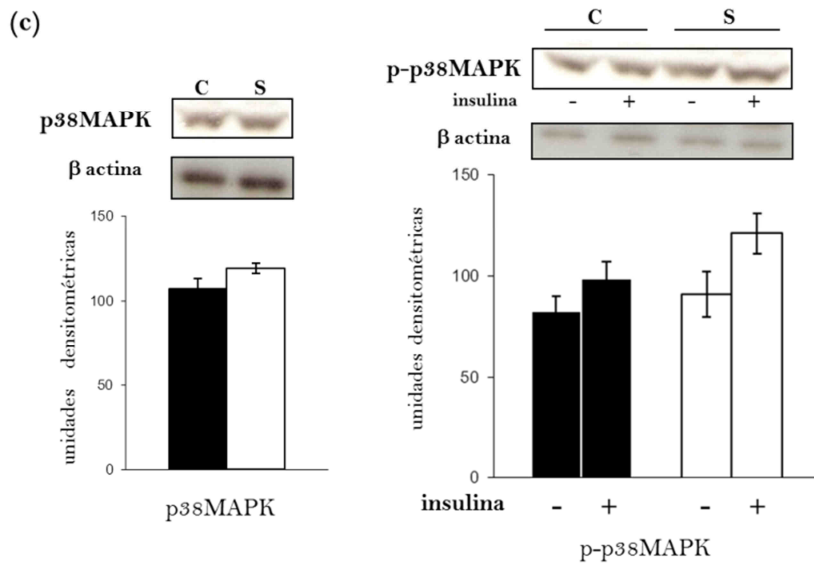 (c)
C S
p38MAPK
β actina
150
100
50
0
unidades densitométricas
p38MAPK
C S
p-p38MAPK
insulina - + - +
β actina
150
100
50
0
unidades densitométricas
insulina - + - +
p-p38MAPK